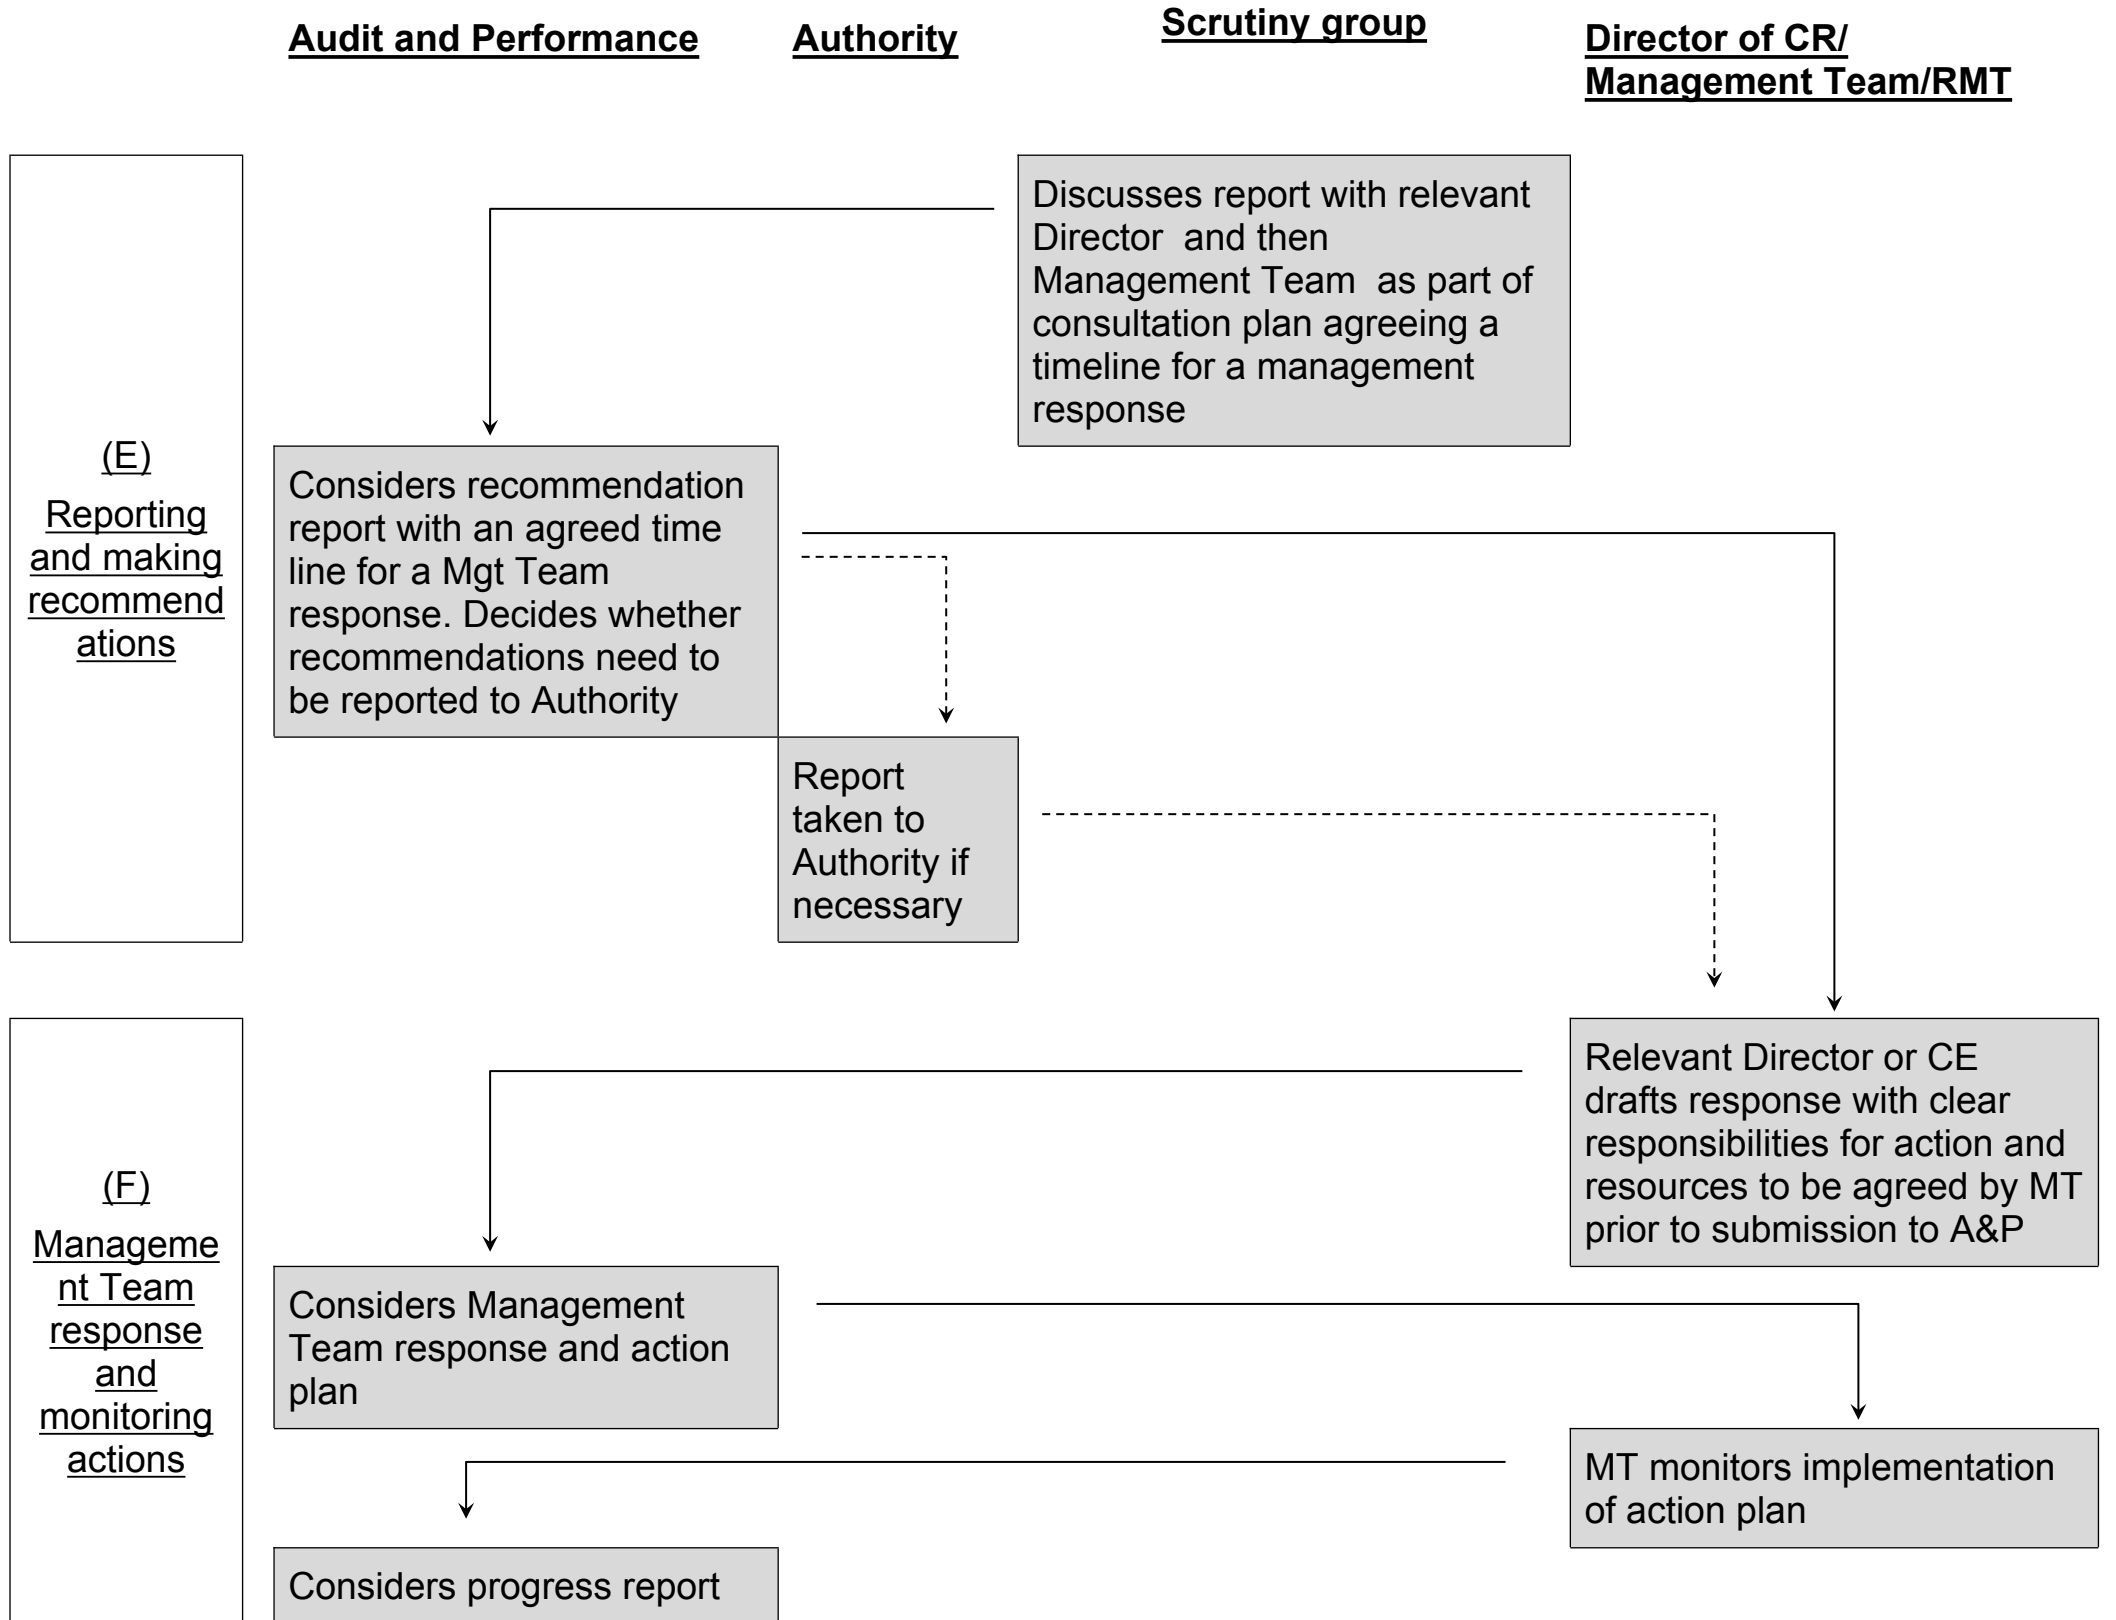 Audit and Performance
Authority
Scrutiny group
Director of CR/
Management Team/RMT
(E)
Reporting
and making
recommend
ations
Discusses report with relevant
Director  and then
Management Team  as part of
consultation plan agreeing a
timeline for a management
response
Considers recommendation
report with an agreed time
line for a Mgt Team
response. Decides whether
recommendations need to
be reported to Authority
Report
taken to
Authority if
necessary
(F)
Manageme
nt Team
response
and
monitoring
actions
Relevant Director or CE
drafts response with clear
responsibilities for action and
resources to be agreed by MT
prior to submission to A&P
Considers Management
Team response and action
plan
MT monitors implementation
of action plan
Considers progress report